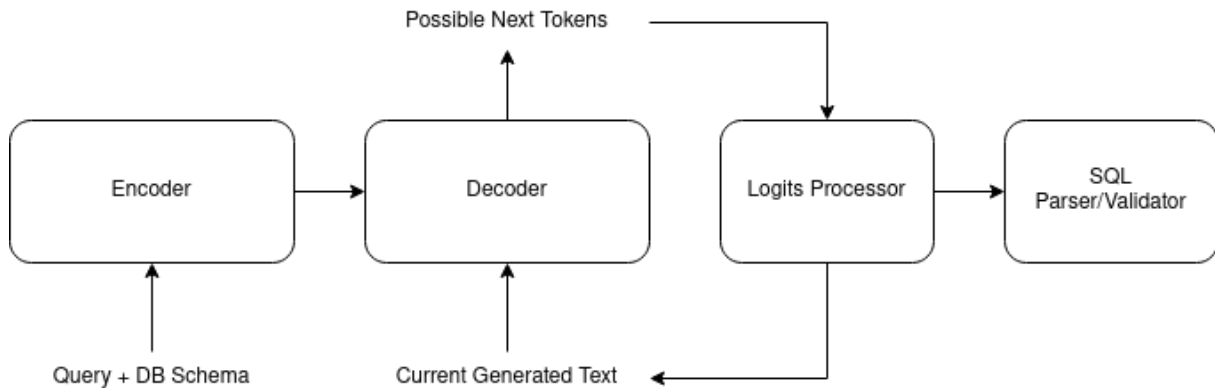 Possible Next Tokens
Encoder
Decoder
Logits Processor
SQL
Parser/Validator
Query + DB Schema
Current Generated Text